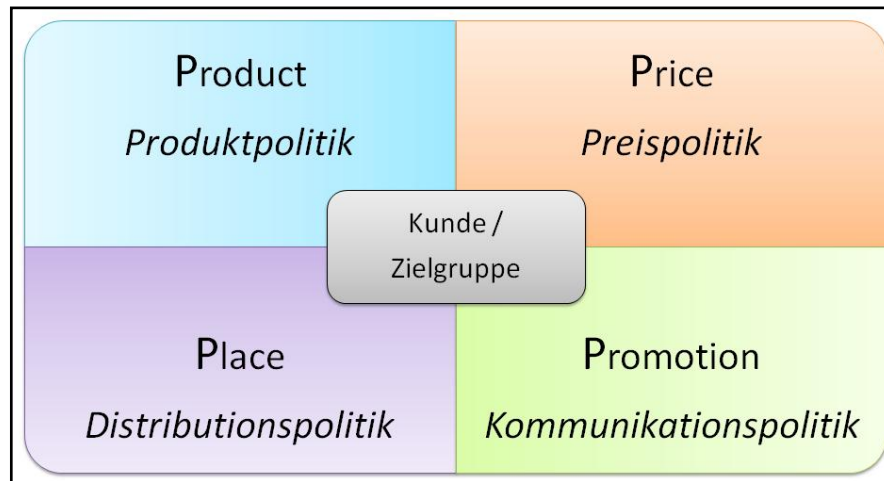 Product
Produktpolitik
Price
Preispolitik
Kunde /
Zielgruppe
Place
Distributionspolitik
Promotion
Kommunikationspolitik